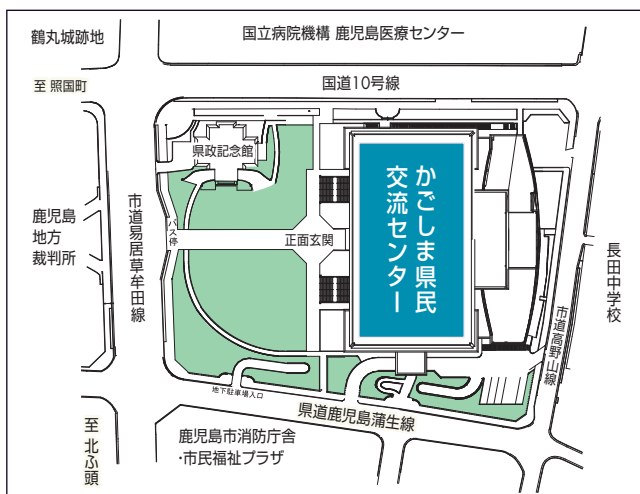 鶴丸城跡地
国立病院機構 鹿児島医療センター
至 照国町
国道10号線
県政記念館
かごしま県民
交流センター
鹿児島
地方
裁判所
市道易居草牟田線
バス停
正面玄関
長田中学校
市道高野山線
地下駐車場入口
県道鹿児島蒲生線
至 北ふ頭
鹿児島市消防庁舎
・市民福祉プラザ